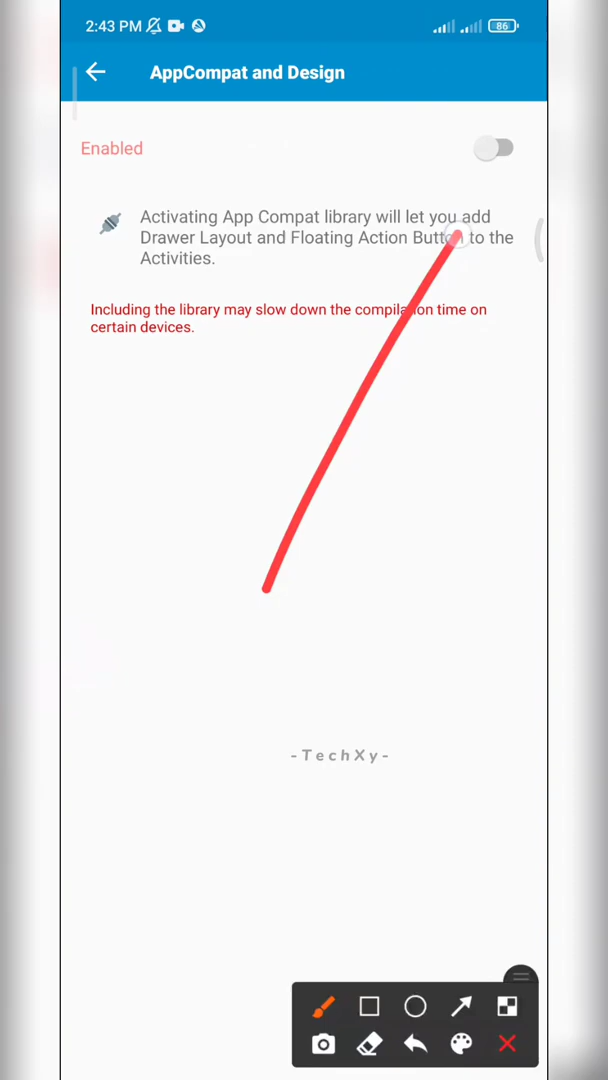 2:43 PM
86
AppCompat and Design
Enabled
Activating App Compat library will let you add
Drawer Layout and Floating Action Button to the
Activities.
Including the library may slow down the compilation time on
certain devices.
-TechXy-